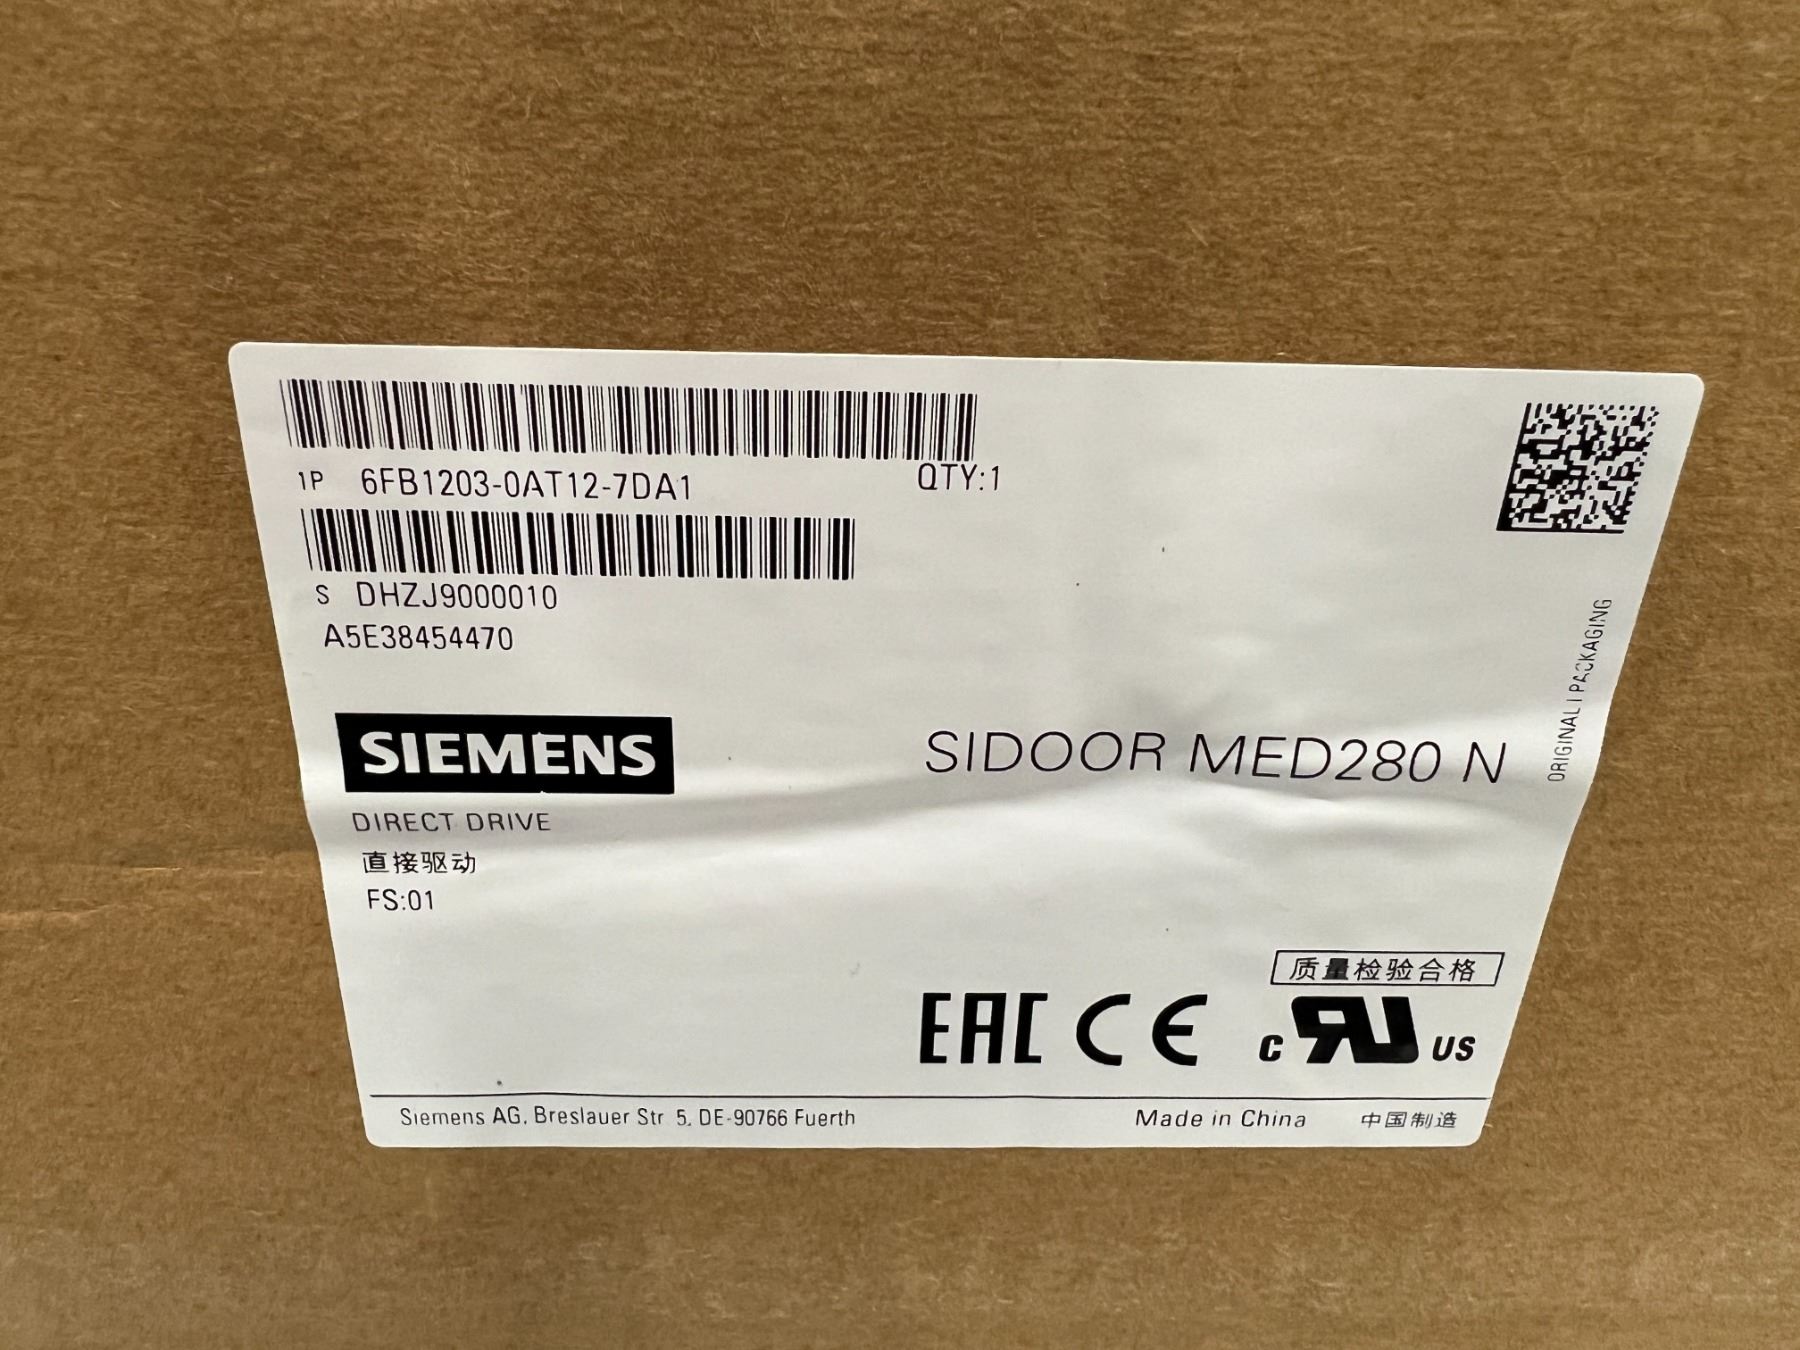 1P 6FB1203-0AT12-7DA1 QTY:1
S DHZJ9000010
A5E38454470
ORIGINAL | PACKAGING
SIEMENS SIDOOR MED280 N
DIRECT DRIVE
直接驱动
FS:01
质量检验合格
EAC CE c RU US
Siemens AG, Breslauer Str 5, DE-90766 Fuerth Made in China 中国制造